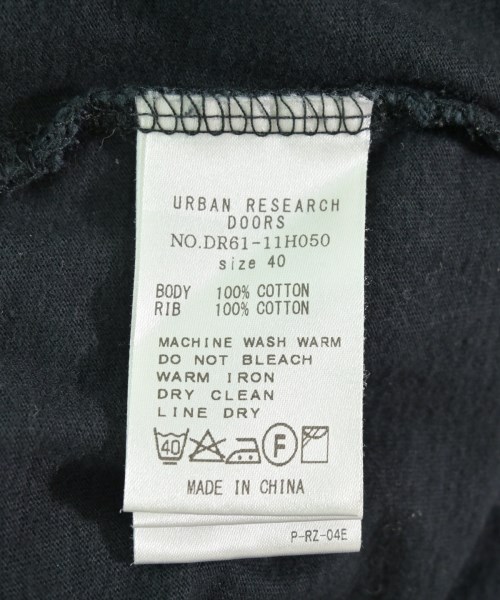 URBAN RESEARCH
DOORS
NO.DR61-11H050
size 40
BODY 100% COTTON
RIB 100% COTTON
MACHINE WASH WARM
DO NOT BLEACH
WARM IRON
DRY CLEAN
LINE DRY
40 F
MADE IN CHINA
P-RZ-04E